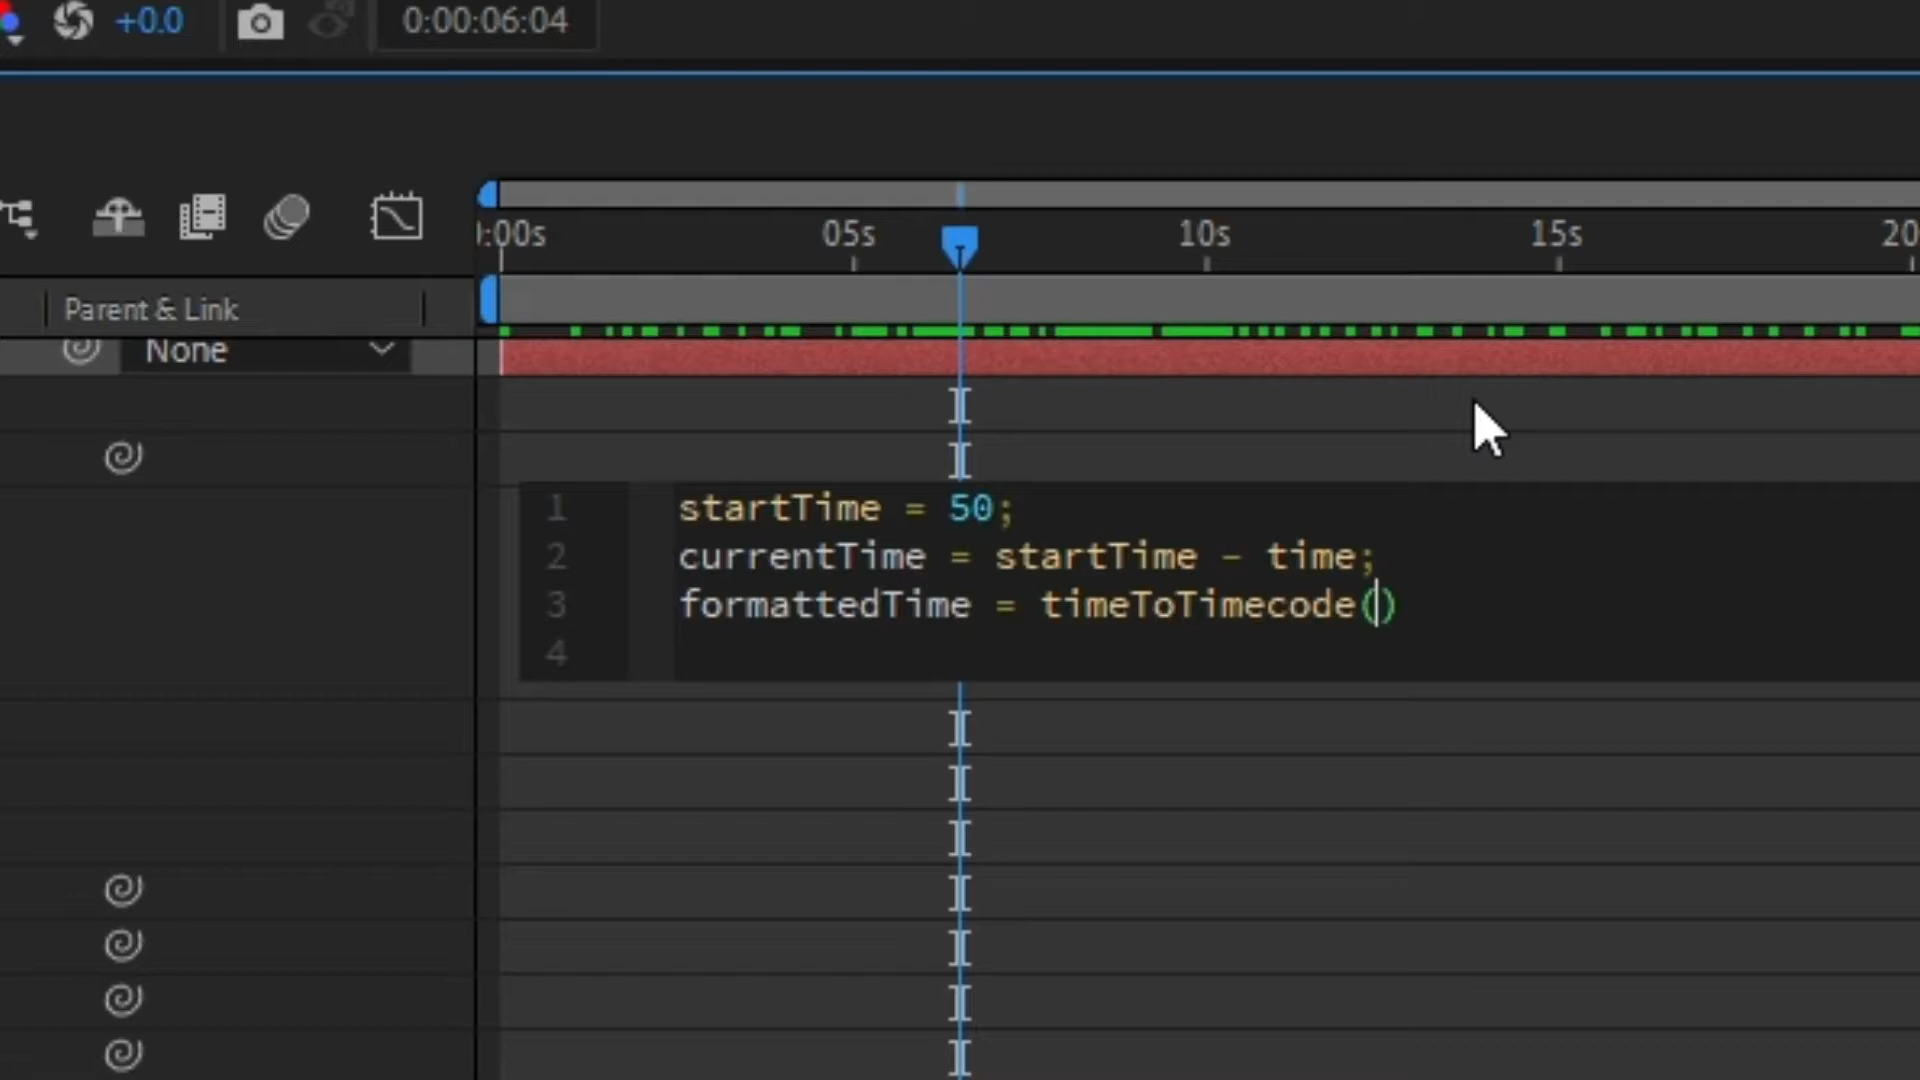 +0.0 0:00:06:04
:00s 05s 10s 15s 20
Parent & Link
None
1 startTime = 50;
2 currentTime = startTime - time;
3 formattedTime = timeToTimecode()
4